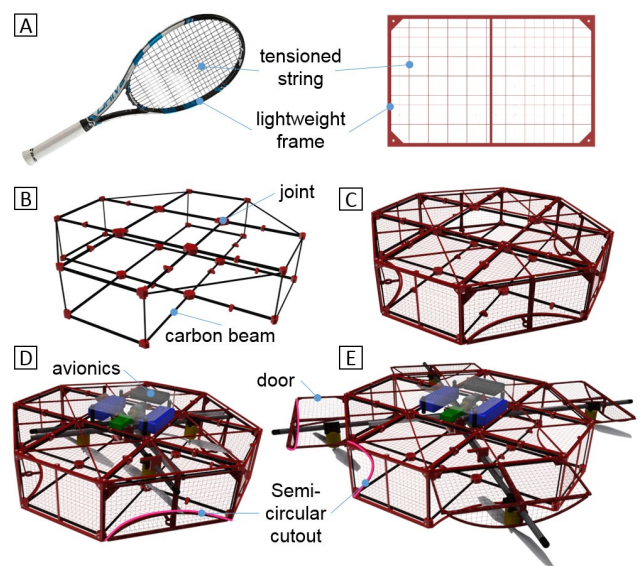 A
tensioned
string
lightweight
frame
B
joint
carbon beam
C
D
avionics
E
door
Semi-
circular
cutout